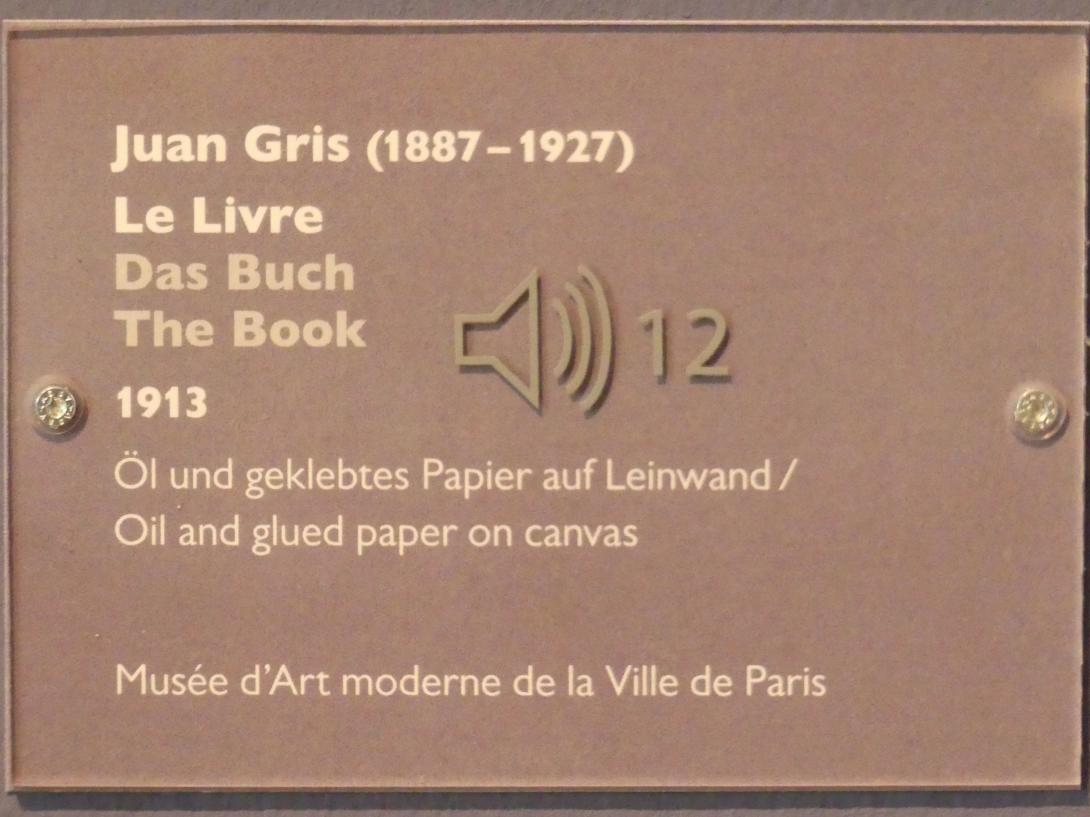 Juan Gris (1887–1927)
Le Livre
Das Buch
The Book
12
1913
Öl und geklebtes Papier auf Leinwand /
Oil and glued paper on canvas
Musée d'Art moderne de la Ville de Paris